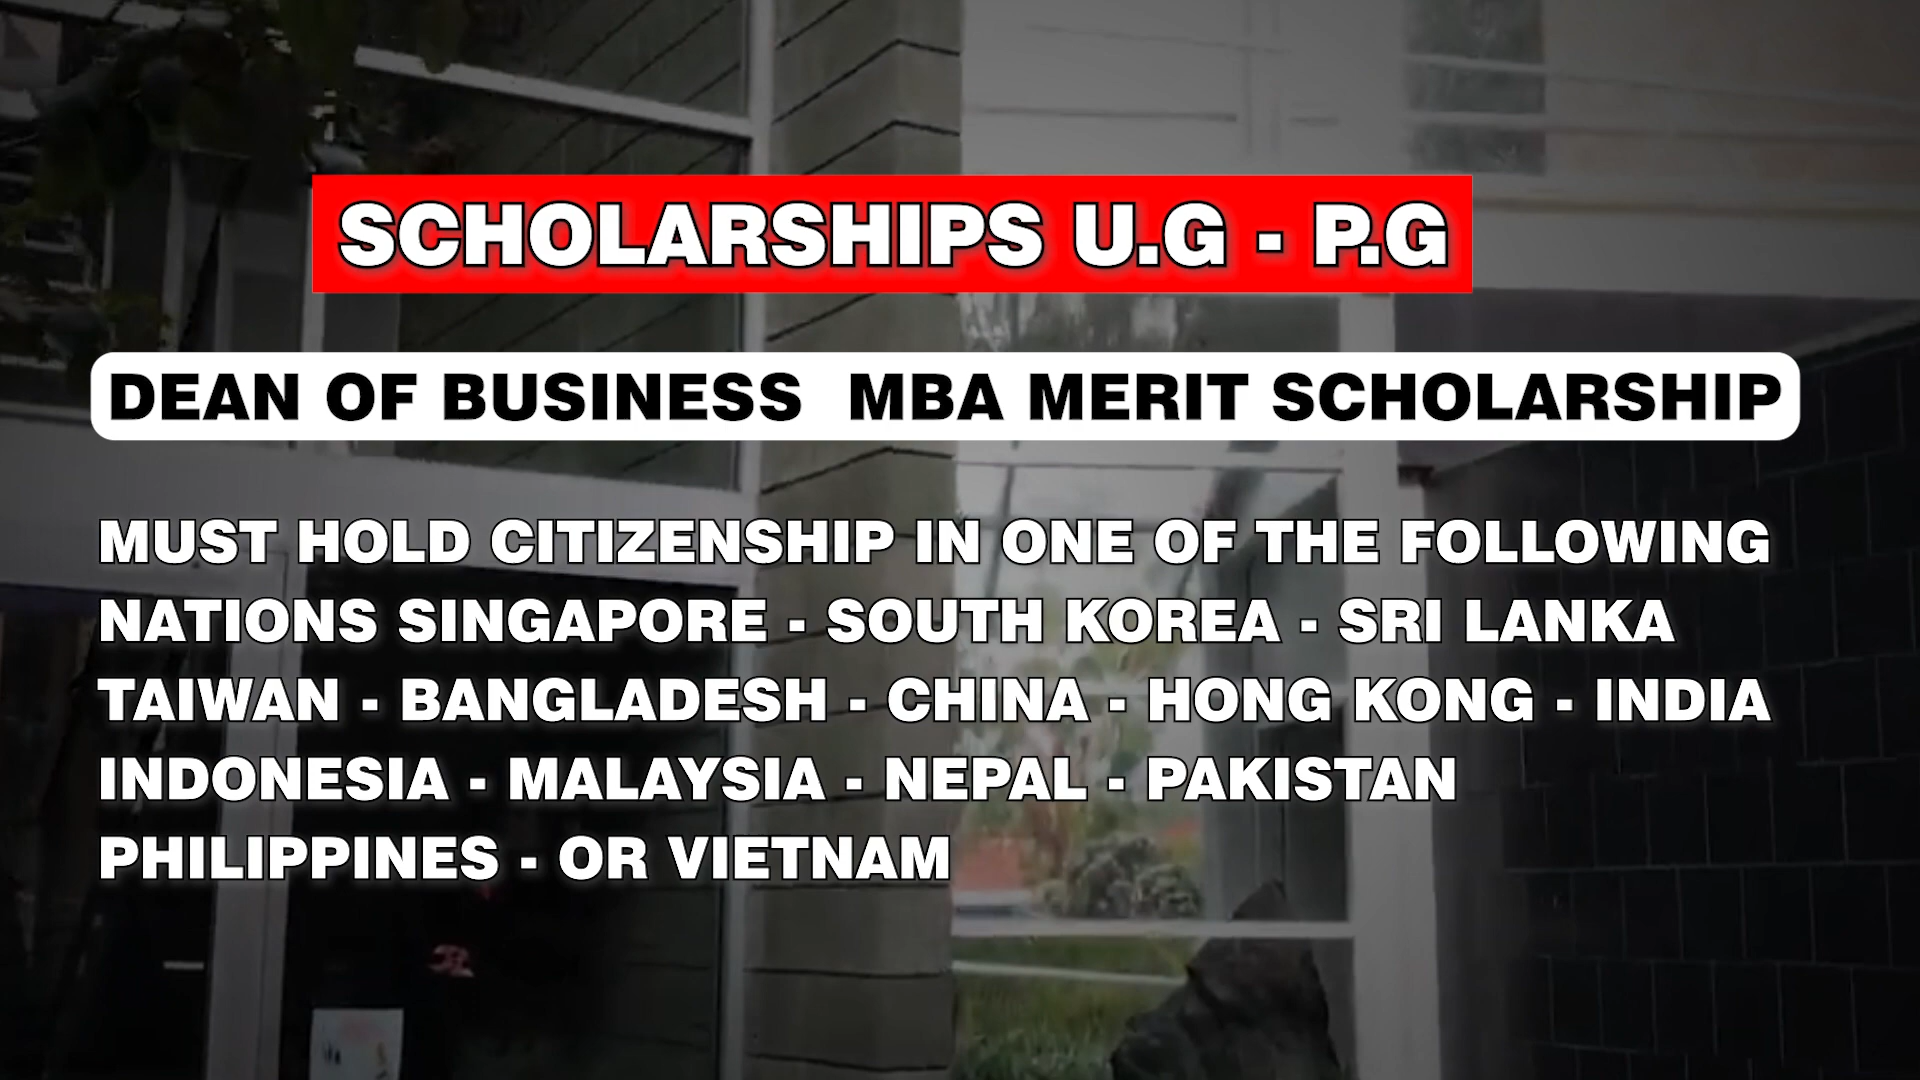 SCHOLARSHIPS U.G - P.G
DEAN OF BUSINESS MBA MERIT SCHOLARSHIP
MUST HOLD CITIZENSHIP IN ONE OF THE FOLLOWING
NATIONS SINGAPORE - SOUTH KOREA - SRI LANKA
TAIWAN - BANGLADESH - CHINA - HONG KONG - INDIA
INDONESIA - MALAYSIA - NEPAL - PAKISTAN
PHILIPPINES - OR VIETNAM